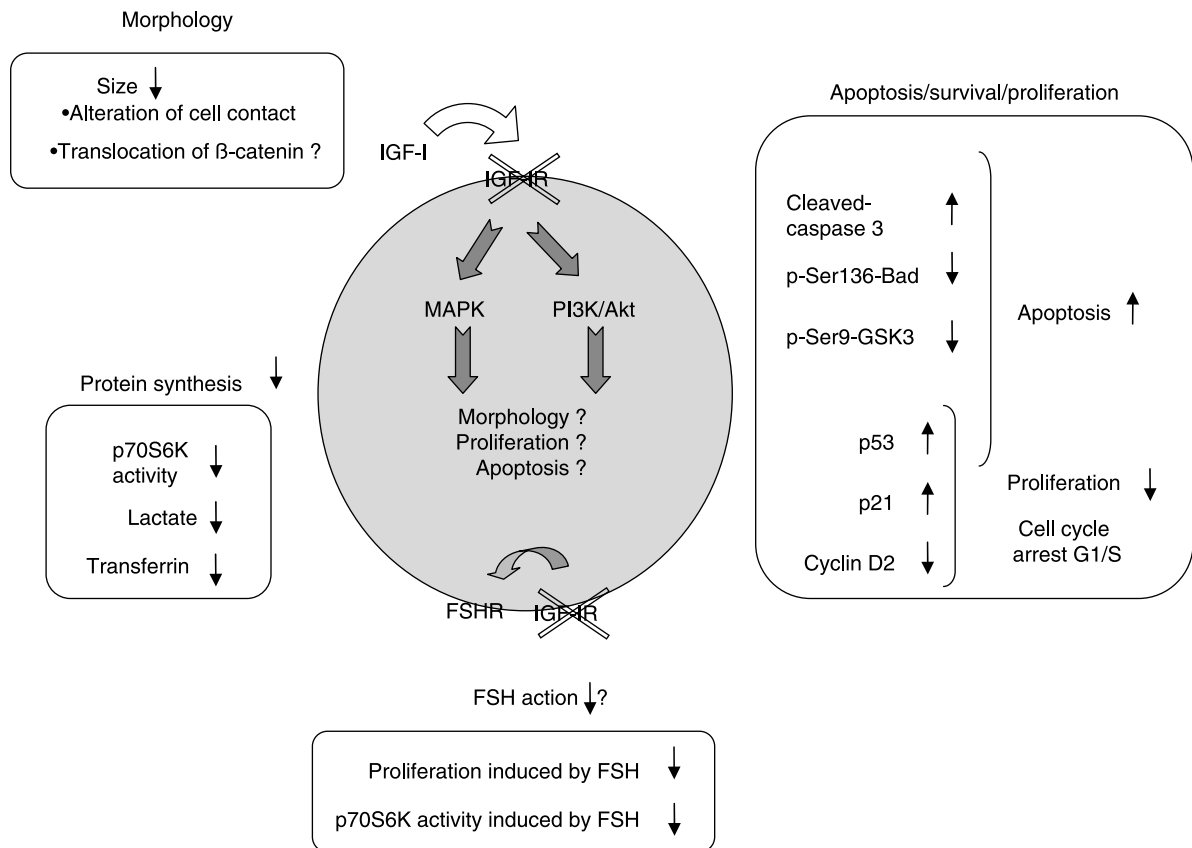 Morphology
Size
•Alteration of cell contact
•Translocation of ß-catenin ?
IGF-I
IGF-IR
MAPK
PI3K/Akt
Morphology ?
Proliferation ?
Apoptosis ?
FSHR
IGF-IR
Protein synthesis
p70S6K
activity
Lactate
Transferrin
FSH action ?
Proliferation induced by FSH
p70S6K activity induced by FSH
Apoptosis/survival/proliferation
Cleaved-
caspase 3
p-Ser136-Bad
p-Ser9-GSK3
Apoptosis
p53
p21
Cyclin D2
Proliferation
Cell cycle
arrest G1/S